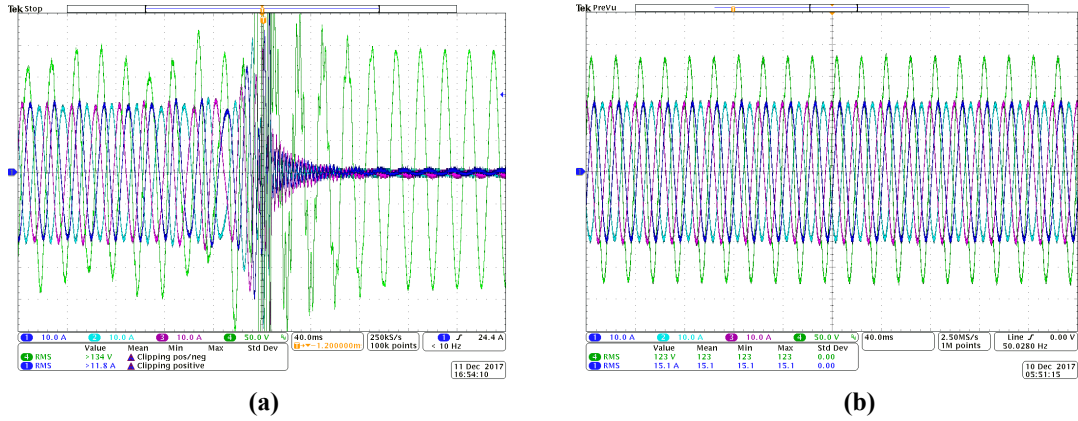 Tek Stop
T
1
1 10.0 A 2 10.0 A 3 10.0 A 4 50.0 V
Value Mean Min Max Std Dev
4 RMS >134 V Clipping pos/neg
1 RMS >11.8 A Clipping positive
40.0ms
T→▼-1.200000m
250kS/s
100k points
1 ƒ 24.4 A
< 10 Hz
11 Dec 2017
16:54:10
(a)
Tek PreVu
1
1 10.0 A 2 10.0 A 3 10.0 A 4 50.0 V
Value Mean Min Max Std Dev
4 RMS 123 V 123 123 123 0.00
1 RMS 15.1 A 15.1 15.1 15.1 0.00
40.0ms
2.50MS/s
1M points
Line ƒ 0.00 V
50.0280 Hz
10 Dec 2017
05:51:15
(b)